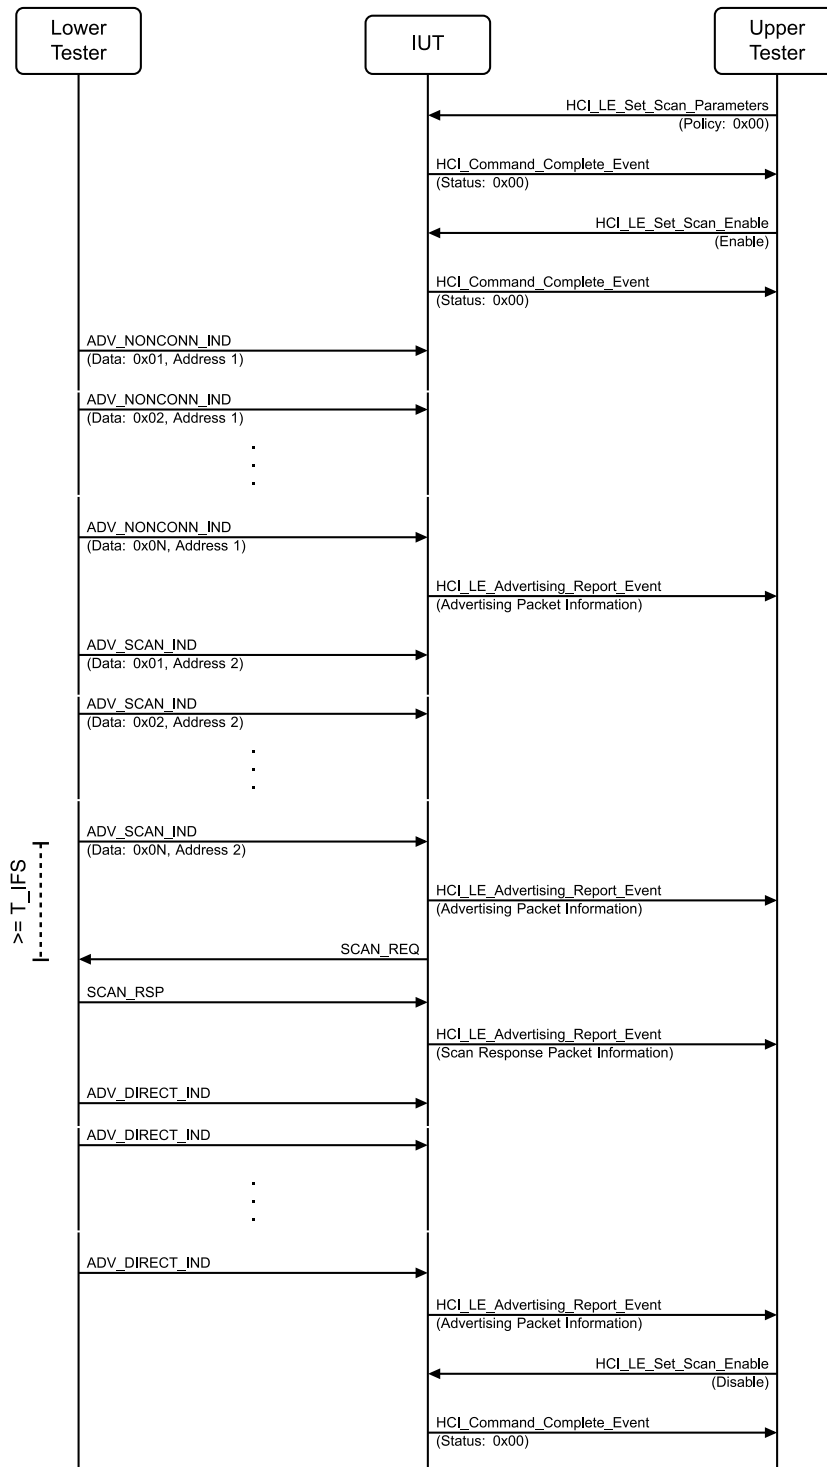 Lower
Tester
IUT
Upper
Tester
HCI_LE_Set_Scan_Parameters
(Policy: 0x00)
HCI_Command_Complete_Event
(Status: 0x00)
HCI_LE_Set_Scan_Enable
(Enable)
HCI_Command_Complete_Event
(Status: 0x00)
ADV_NONCONN_IND
(Data: 0x01, Address 1)
ADV_NONCONN_IND
(Data: 0x02, Address 1)
ADV_NONCONN_IND
(Data: 0x0N, Address 1)
HCI_LE_Advertising_Report_Event
(Advertising Packet Information)
ADV_SCAN_IND
(Data: 0x01, Address 2)
ADV_SCAN_IND
(Data: 0x02, Address 2)
ADV_SCAN_IND
(Data: 0x0N, Address 2)
>= T_IFS
HCI_LE_Advertising_Report_Event
(Advertising Packet Information)
SCAN_REQ
SCAN_RSP
HCI_LE_Advertising_Report_Event
(Scan Response Packet Information)
ADV_DIRECT_IND
ADV_DIRECT_IND
ADV_DIRECT_IND
HCI_LE_Advertising_Report_Event
(Advertising Packet Information)
HCI_LE_Set_Scan_Enable
(Disable)
HCI_Command_Complete_Event
(Status: 0x00)